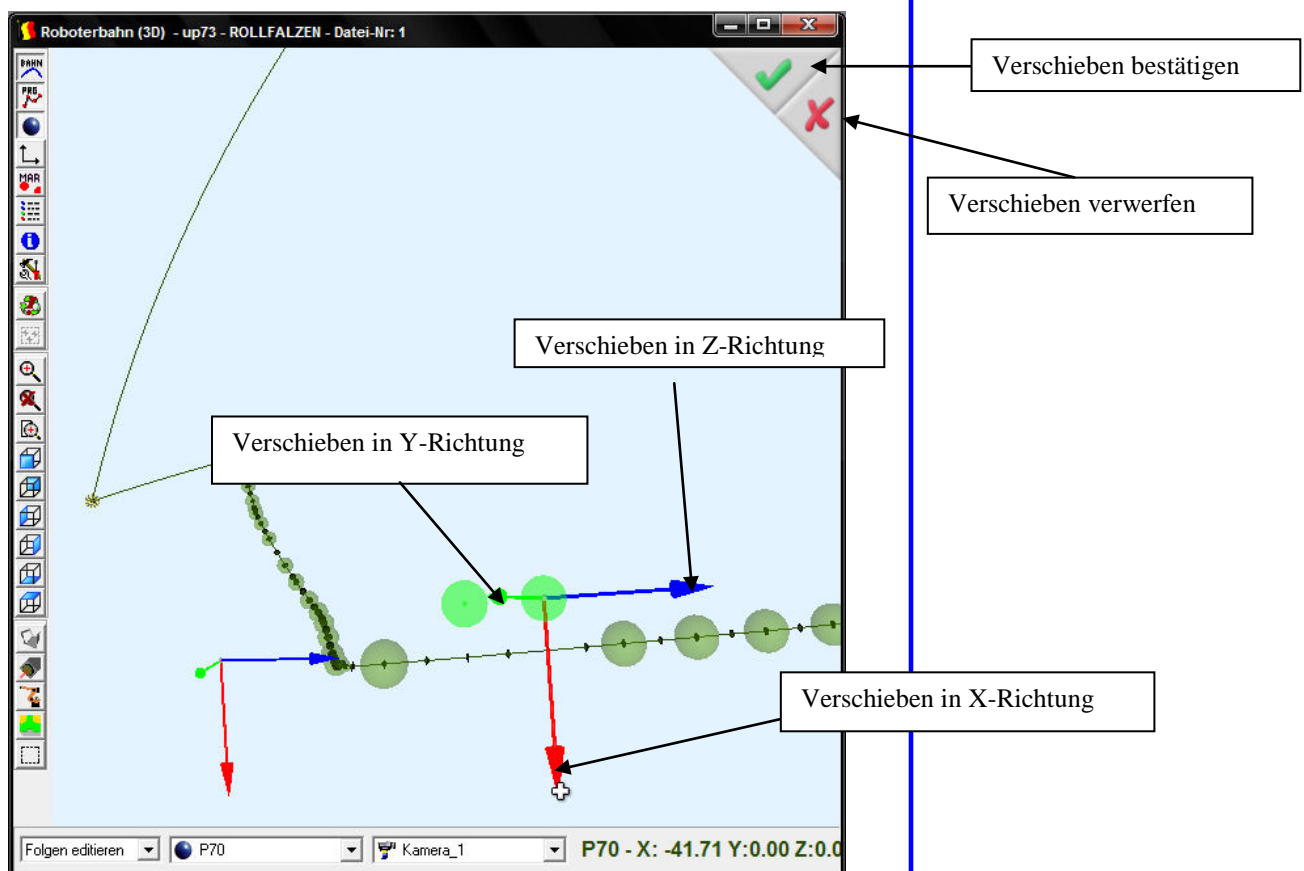 Roboterbahn (3D) - up73 - ROLLFALZEN - Datei-Nr: 1
BAHN
PRG
MAR
Verschieben bestätigen
Verschieben verwerfen
Verschieben in Z-Richtung
Verschieben in Y-Richtung
Verschieben in X-Richtung
Folgen editieren P70 Kamera_1 P70 - X: -41.71 Y:0.00 Z:0.0